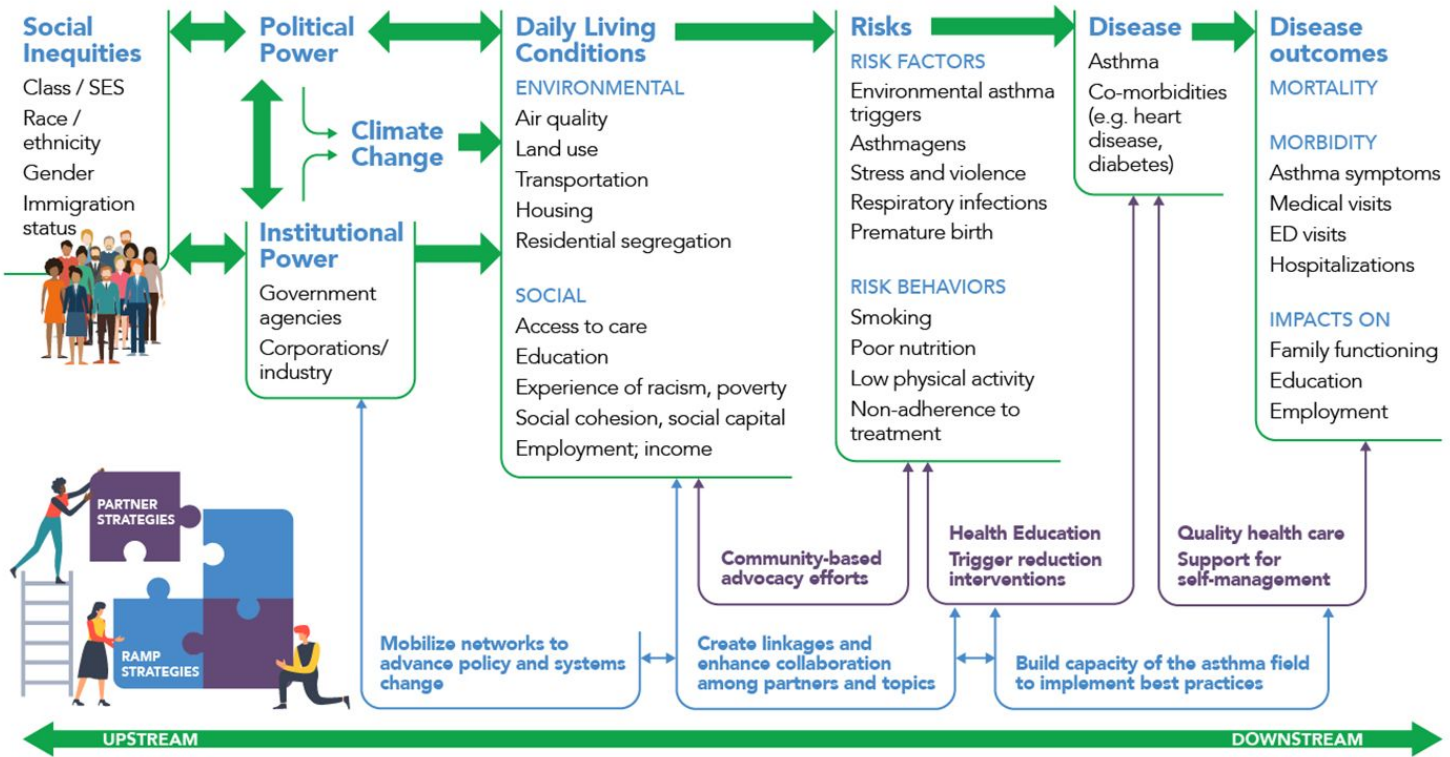 Social
Inequities
Class / SES
Race /
ethnicity
Gender
Immigration
status
Political
Power
Climate
Change
Institutional
Power
Government
agencies
Corporations/
industry
Daily Living
Conditions
ENVIRONMENTAL
Air quality
Land use
Transportation
Housing
Residential segregation
SOCIAL
Access to care
Education
Experience of racism, poverty
Social cohesion, social capital
Employment; income
Risks
RISK FACTORS
Environmental asthma
triggers
Asthmagens
Stress and violence
Respiratory infections
Premature birth
RISK BEHAVIORS
Smoking
Poor nutrition
Low physical activity
Non-adherence to
treatment
Disease
Asthma
Co-morbidities
(e.g. heart
disease,
diabetes)
Disease
outcomes
MORTALITY
MORBIDITY
Asthma symptoms
Medical visits
ED visits
Hospitalizations
IMPACTS ON
Family functioning
Education
Employment
PARTNER
STRATEGIES
RAMP
STRATEGIES
Community-based
advocacy efforts
Health Education
Trigger reduction
interventions
Quality health care
Support for
self-management
Mobilize networks to
advance policy and systems
change
Create linkages and
enhance collaboration
among partners and topics
Build capacity of the asthma field
to implement best practices
UPSTREAM
DOWNSTREAM